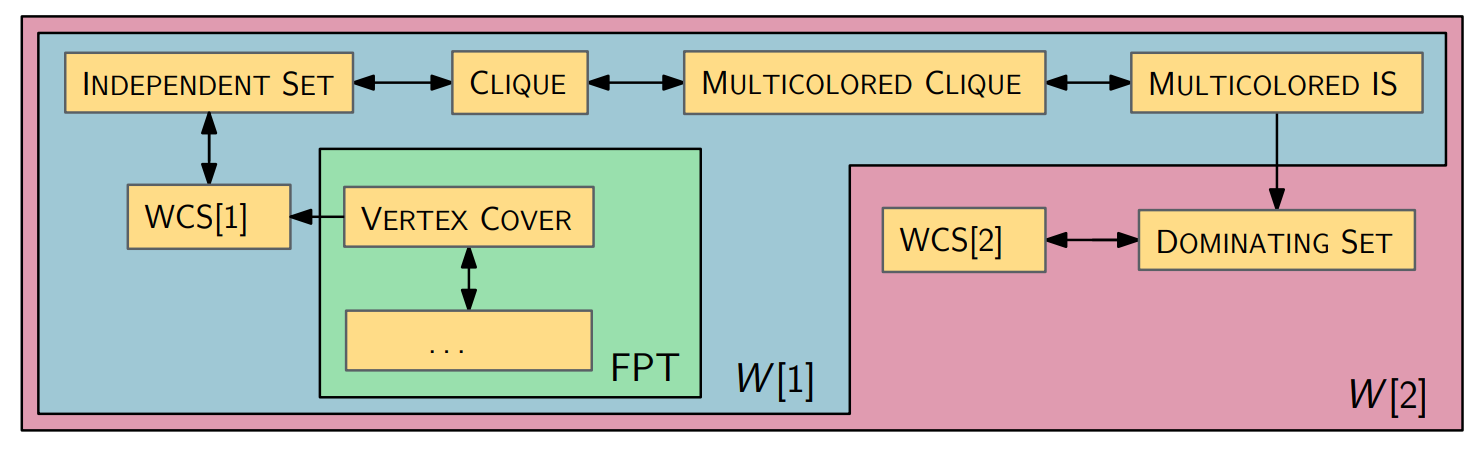 INDEPENDENT SET
CLIQUE
MULTICOLORED CLIQUE
MULTICOLORED IS
WCS[1]
VERTEX COVER
WCS[2]
DOMINATING SET
...
FPT
W[1]
W[2]